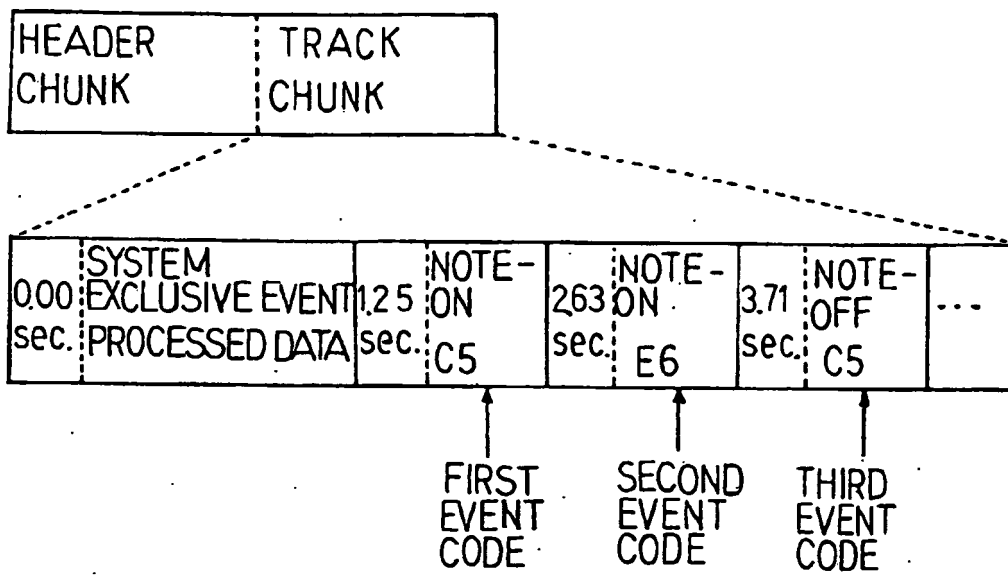 HEADER CHUNK
TRACK CHUNK
0.00 sec.
SYSTEM EXCLUSIVE EVENT PROCESSED DATA
1.25 sec.
NOTE-ON C5
2.63 sec.
NOTE-ON E6
3.71 sec.
NOTE-OFF C5
...
FIRST EVENT CODE
SECOND EVENT CODE
THIRD EVENT CODE